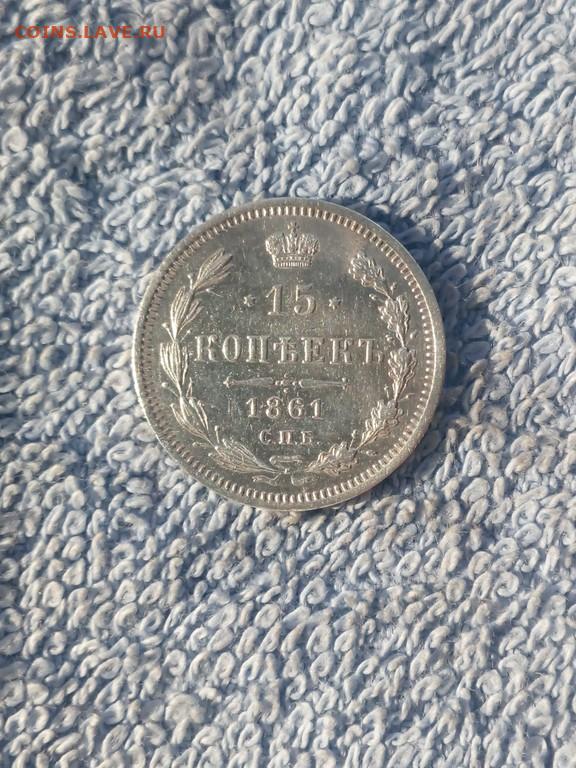 COINS.LAVE.RU
* 15 *
КОПѢЕКЪ
1861
С.П.Б.